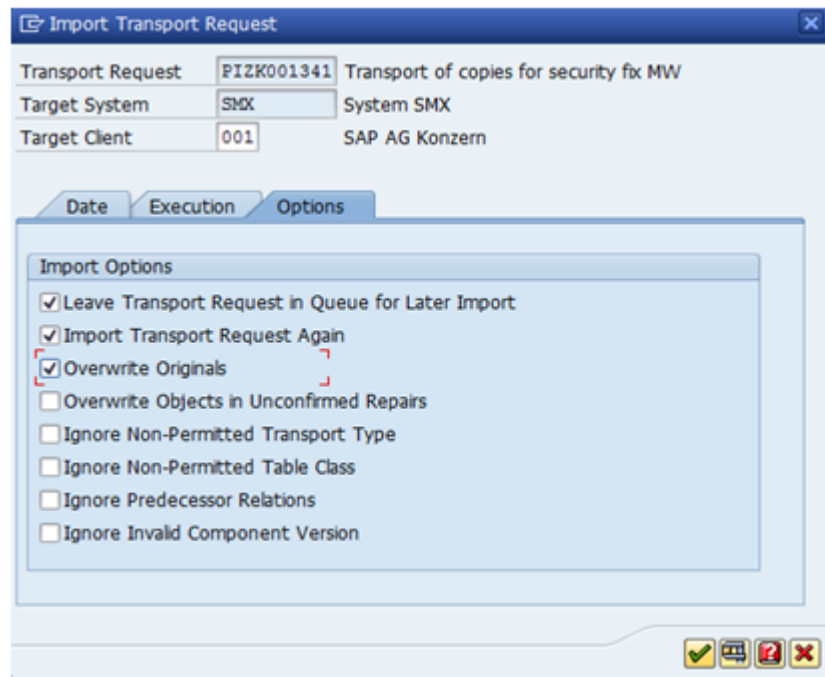 Import Transport Request
Transport Request PIZK001341 Transport of copies for security fix MW
Target System SMX System SMX
Target Client 001 SAP AG Konzern
Date Execution Options
Import Options
Leave Transport Request in Queue for Later Import
Import Transport Request Again
Overwrite Originals
Overwrite Objects in Unconfirmed Repairs
Ignore Non-Permitted Transport Type
Ignore Non-Permitted Table Class
Ignore Predecessor Relations
Ignore Invalid Component Version